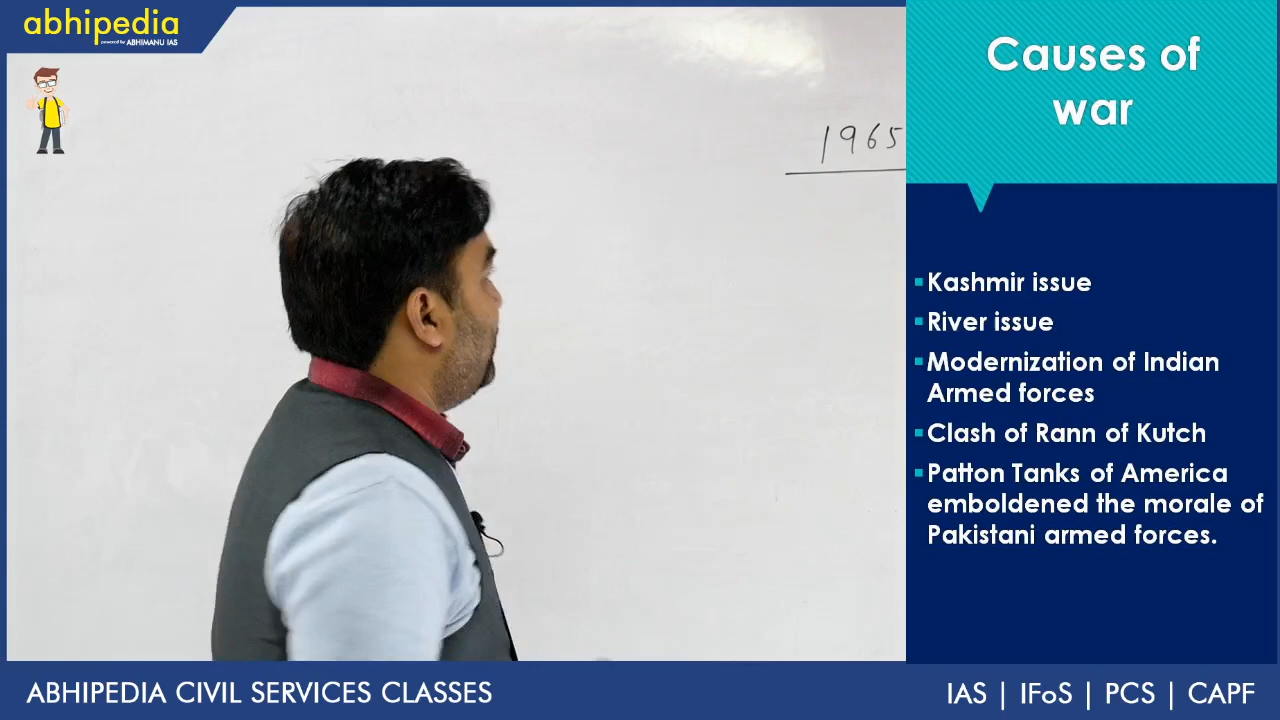 abhipedia
powered by ABHIMANU IAS
1965
Causes of
war
Kashmir issue
River issue
Modernization of Indian
Armed forces
Clash of Rann of Kutch
Patton Tanks of America
emboldened the morale of
Pakistani armed forces.
ABHIPEDIA CIVIL SERVICES CLASSES
IAS | IFoS | PCS | CAPF